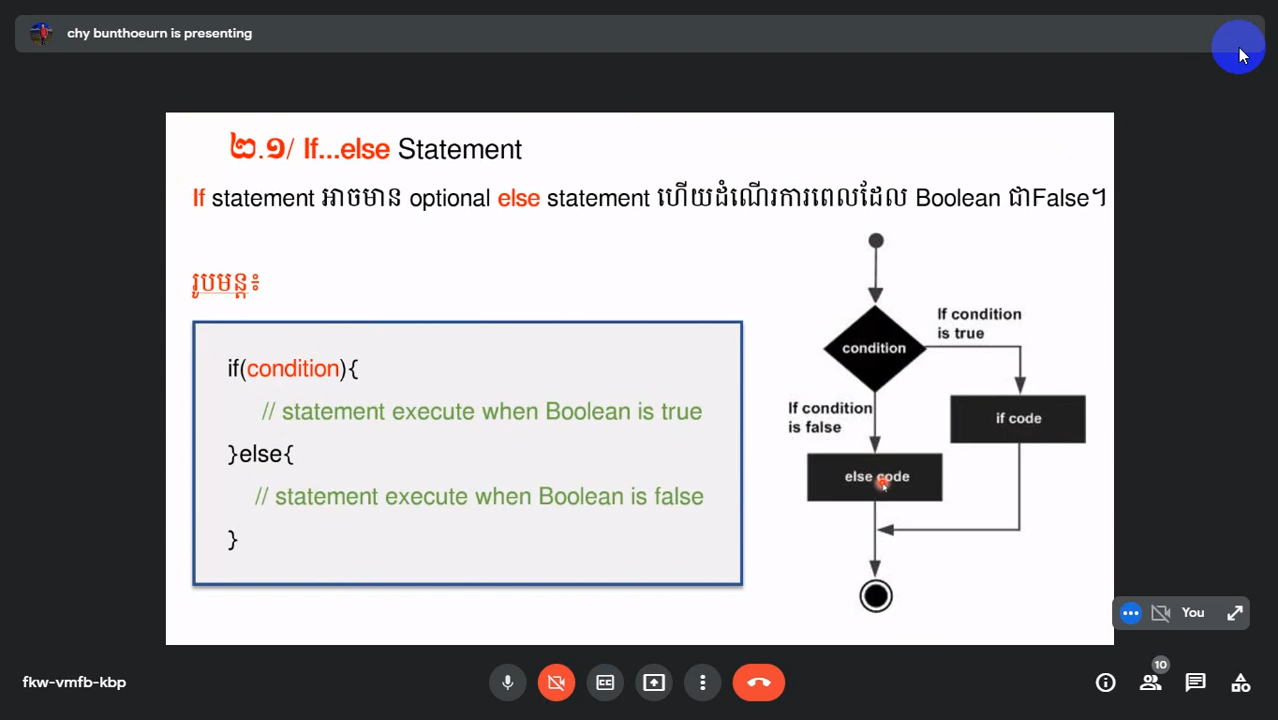 chy bunthoeurn is presenting
២.១/ If...else Statement
If statement អាចមាន optional else statement ហើយដំណើរការពេលដែល Boolean ជាFalse។
រូបមន្ត៖
if(condition){
// statement execute when Boolean is true
}else{
// statement execute when Boolean is false
}
If condition
is true
condition
If condition
is false
if code
else code
You
fkw-vmfb-kbp
CC
10